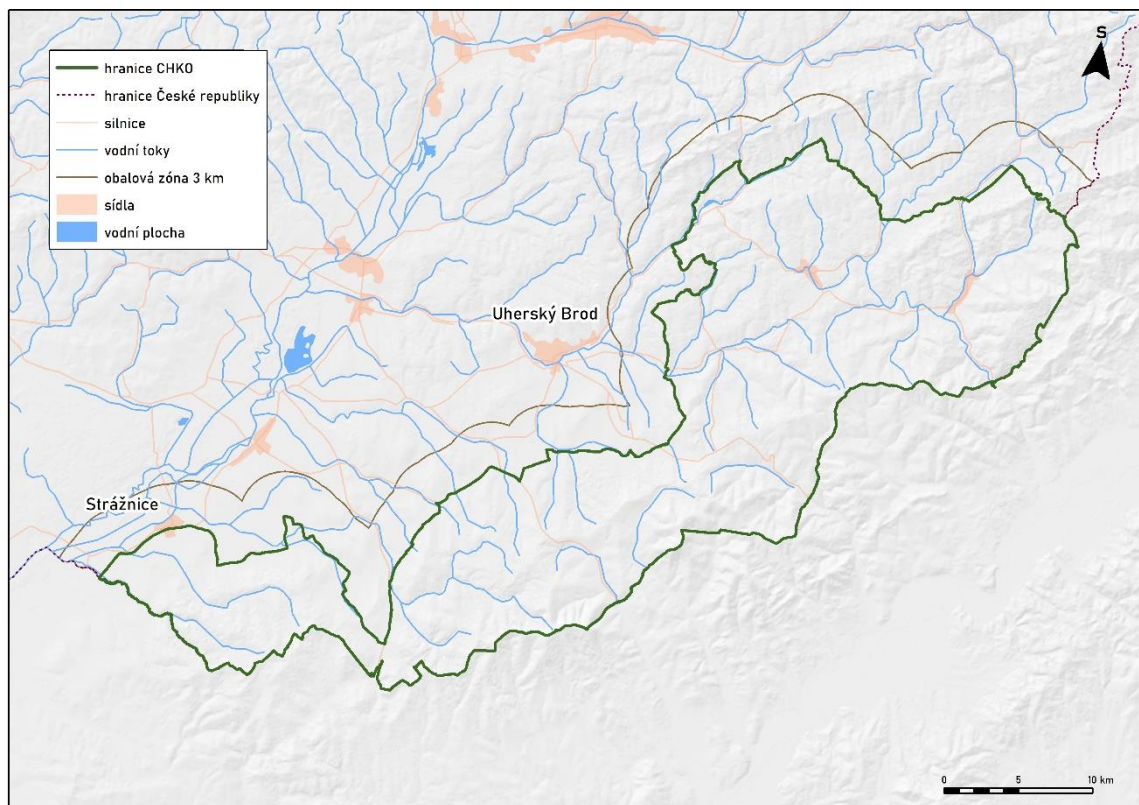 hranice CHKO
hranice České republiky
silnice
vodní toky
obalová zóna 3 km
sídla
vodní plocha
S
Uherský Brod
Strážnice
0 5 10 km